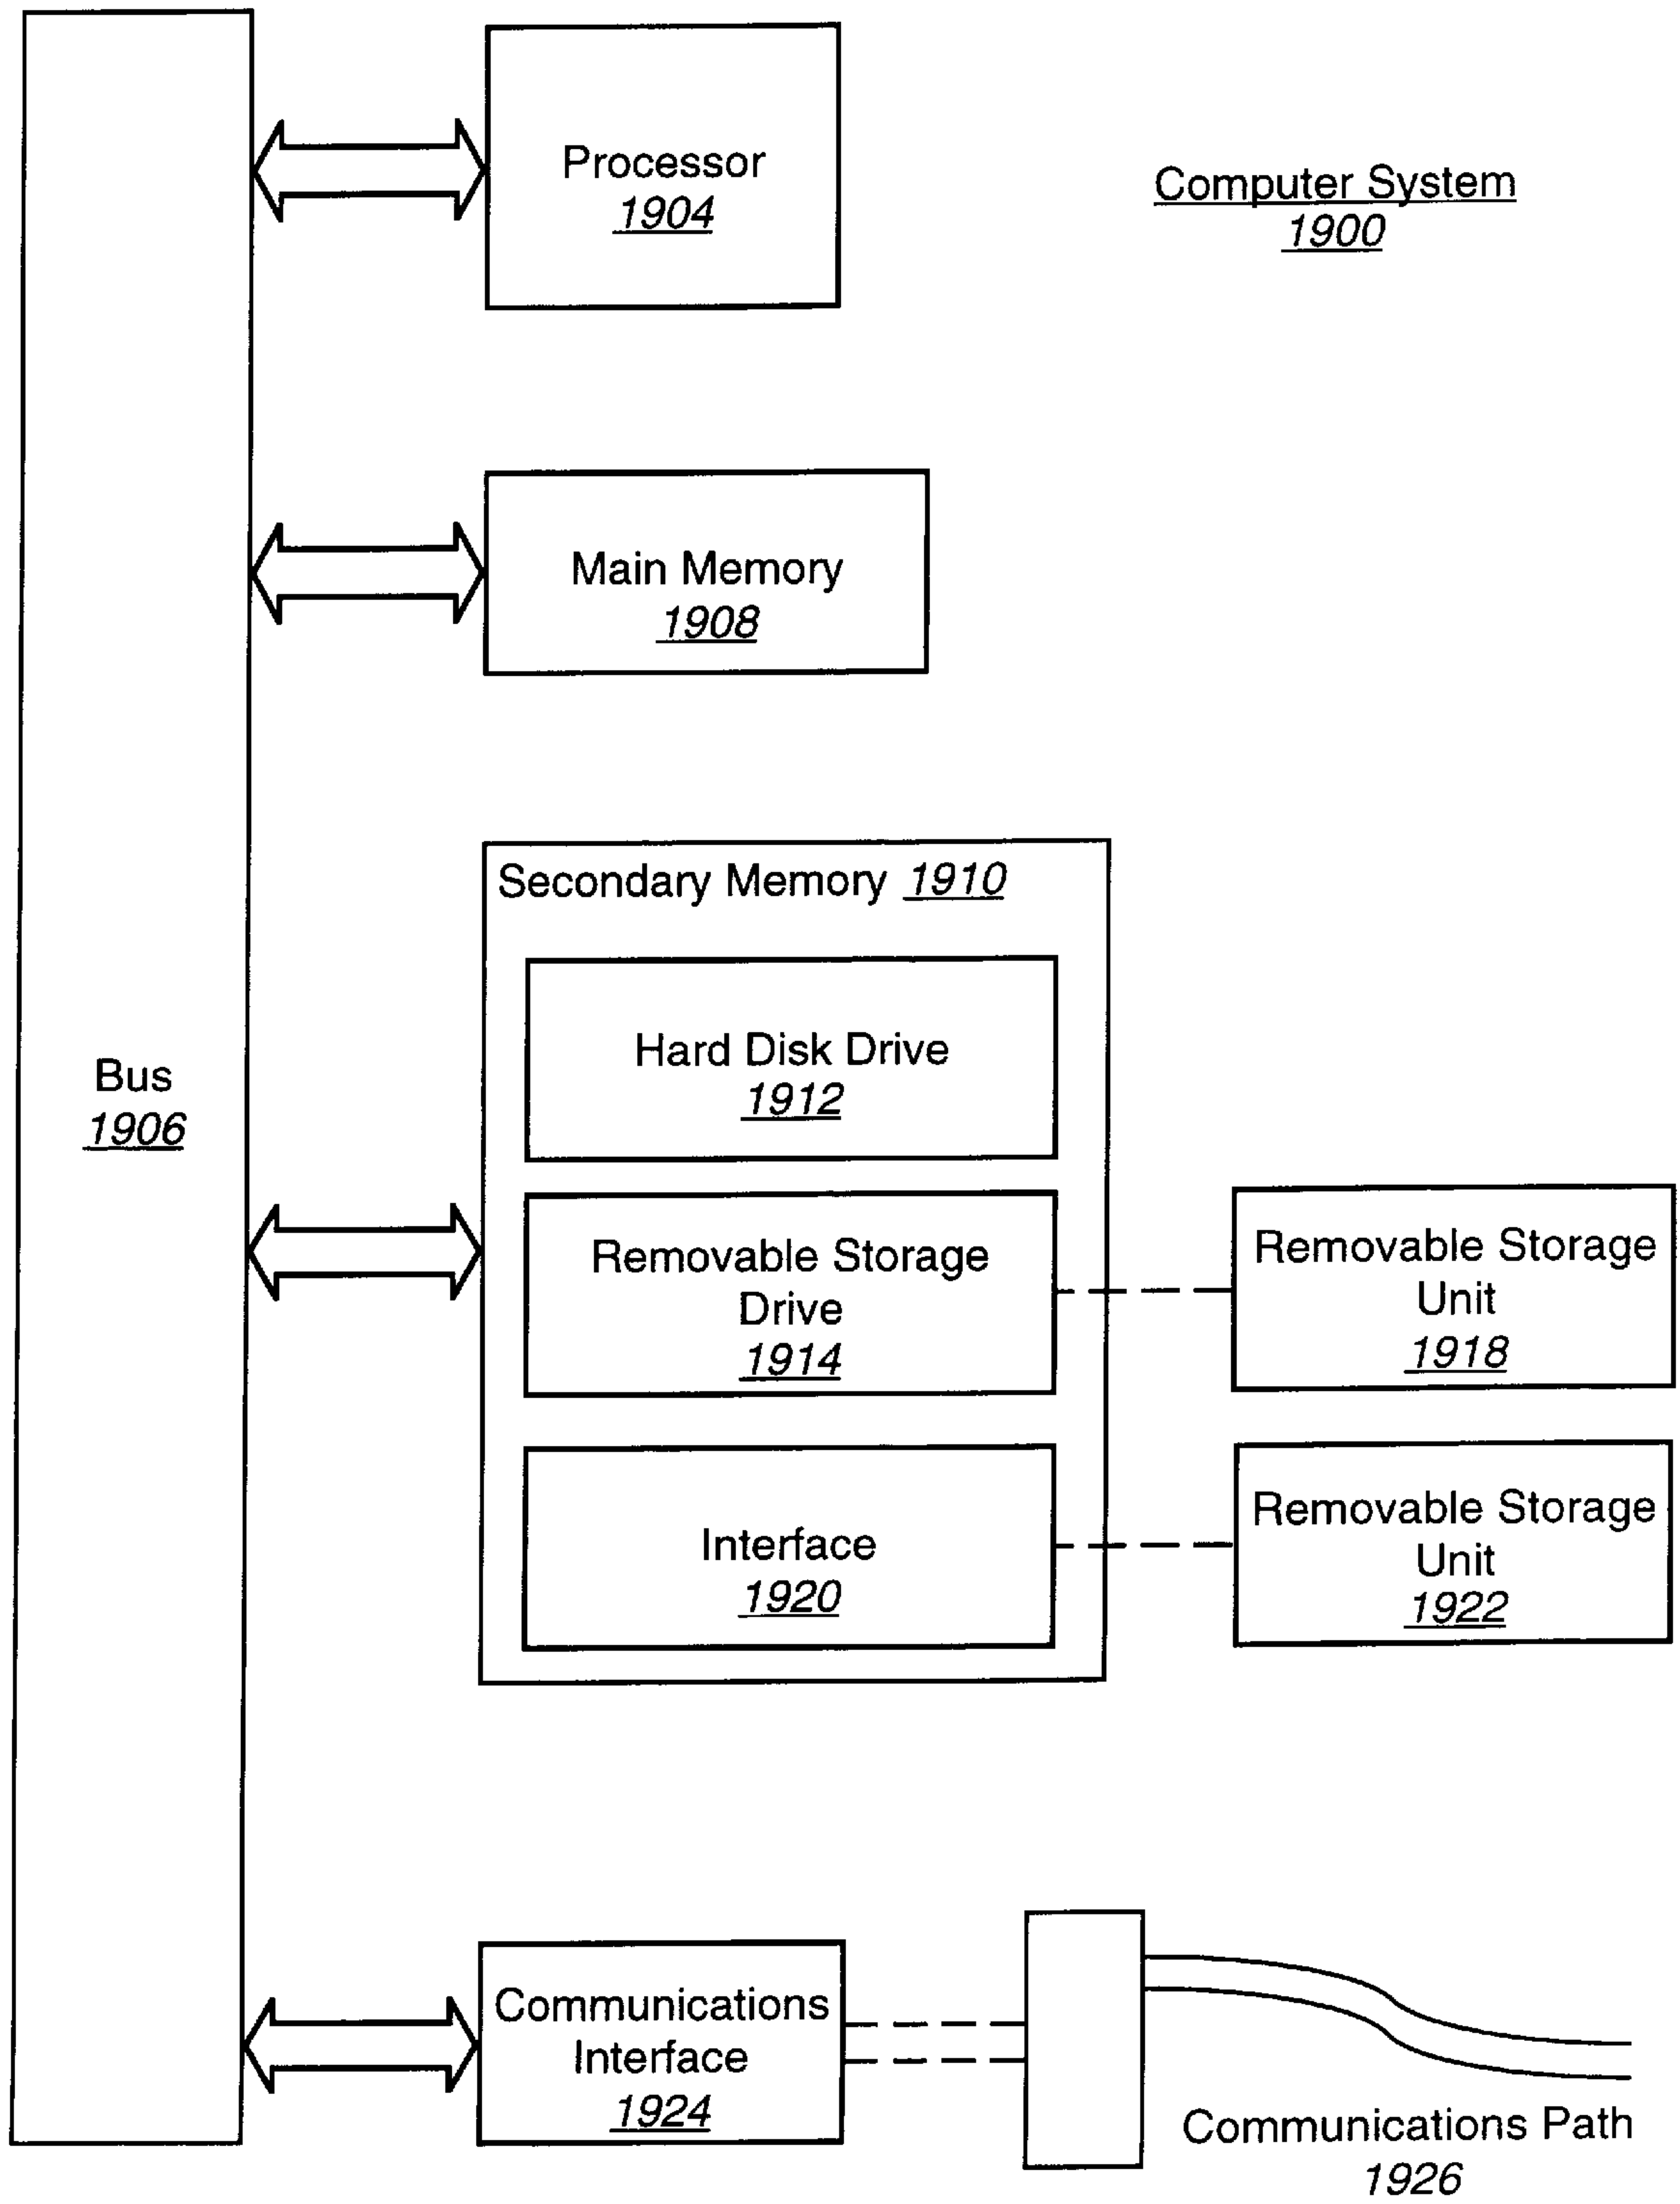 Processor
1904
Computer System
1900
Main Memory
1908
Secondary Memory 1910
Hard Disk Drive
1912
Bus
1906
Removable Storage
Drive
1914
Removable Storage
Unit
1918
Interface
1920
Removable Storage
Unit
1922
Communications
Interface
1924
Communications Path
1926